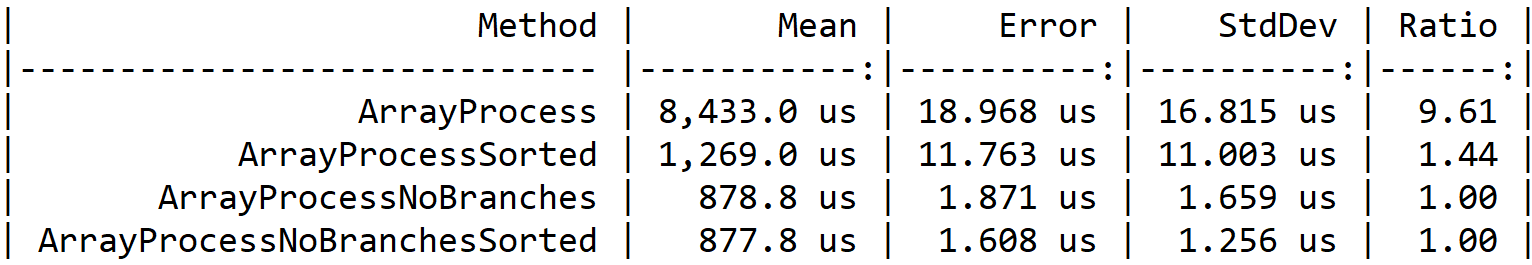 |                        Method |       Mean |     Error |    StdDev | Ratio |
|------------------------------ |-----------:|----------:|----------:|------:|
|                  ArrayProcess | 8,433.0 us | 18.968 us | 16.815 us |  9.61 |
|            ArrayProcessSorted | 1,269.0 us | 11.763 us | 11.003 us |  1.44 |
|        ArrayProcessNoBranches |   878.8 us |  1.871 us |  1.659 us |  1.00 |
|  ArrayProcessNoBranchesSorted |   877.8 us |  1.608 us |  1.256 us |  1.00 |